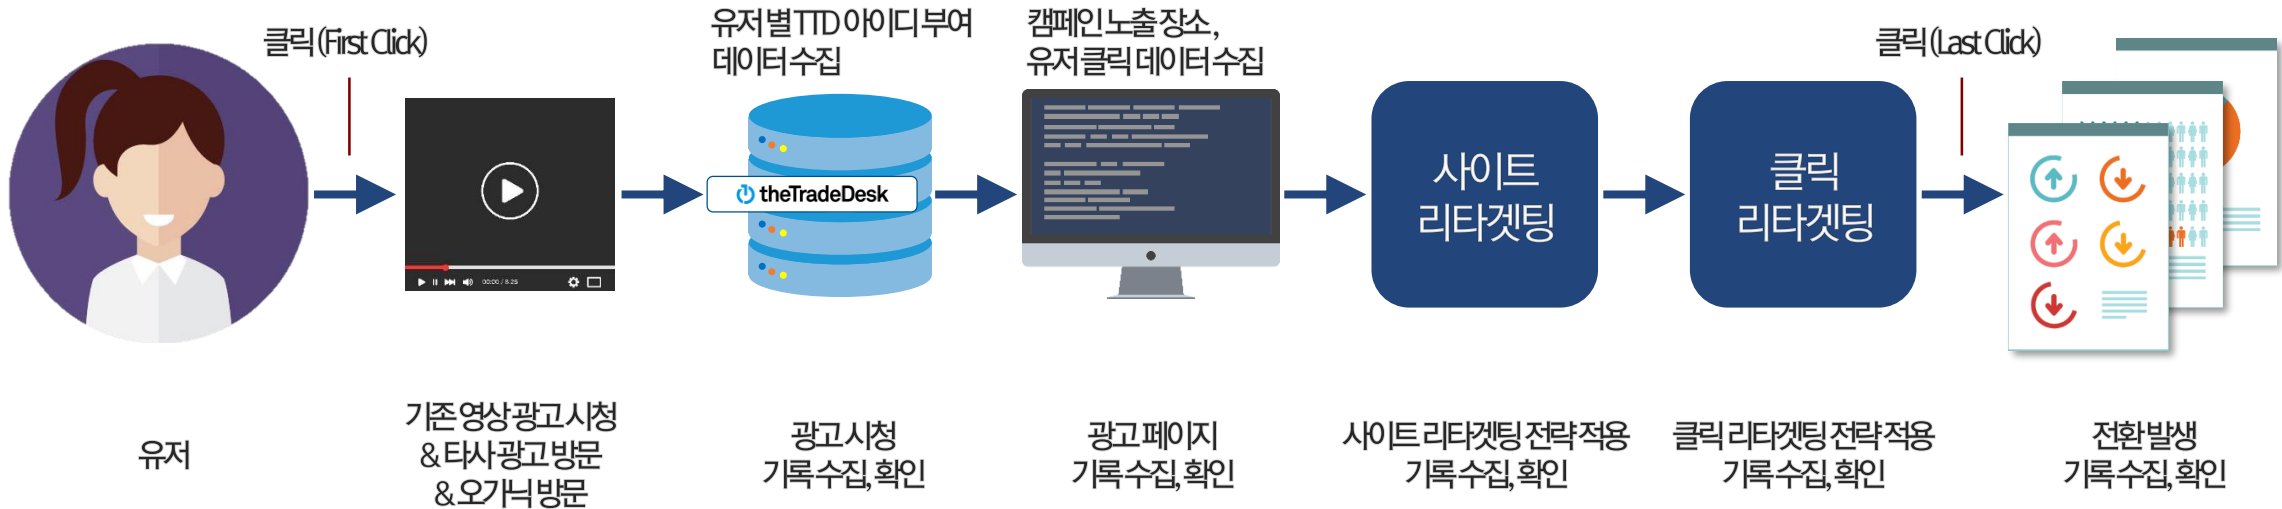 클릭 (First Click)
유저 별 TTD 아이디 부여
데이터 수집
캠페인 노출 장소,
유저 클릭 데이터 수집
클릭 (Last Click)
00:00 / 5:25
theTradeDesk
사이트
리타겟팅
클릭
리타겟팅
유저
기존 영상 광고 시청
& 타사 광고 방문
& 오가닉 방문
광고 시청
기록 수집, 확인
광고 페이지
기록 수집, 확인
사이트 리타겟팅 전략 적용
기록 수집, 확인
클릭 리타겟팅 전략 적용
기록 수집, 확인
전환 발생
기록 수집, 확인